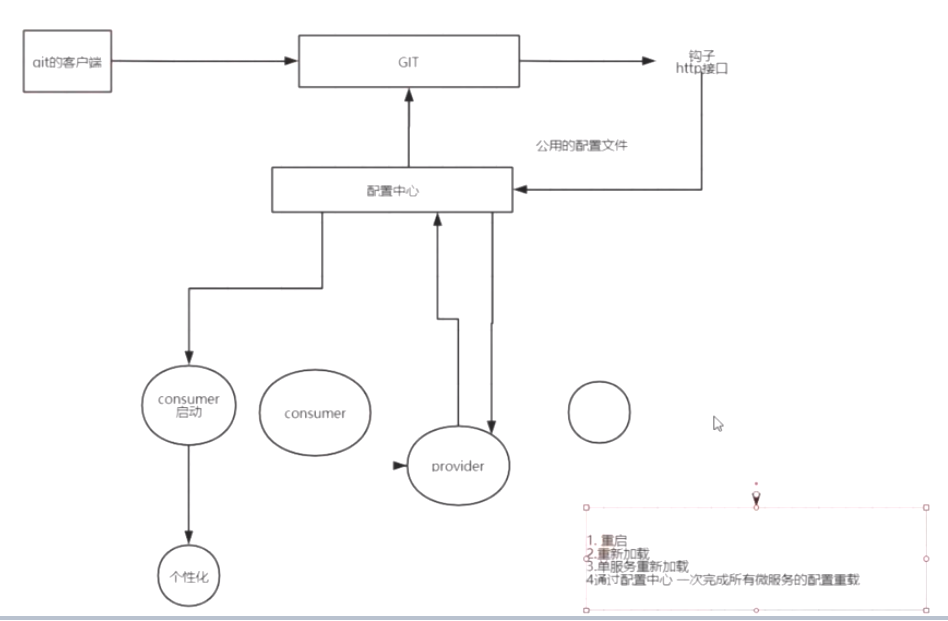 git的客户端
GIT
钩子
http接口
公用的配置文件
配置中心
consumer
启动
consumer
provider
个性化
1. 重启
2.重新加载
3.单服务重新加载
4通过配置中心 一次完成所有微服务的配置重载